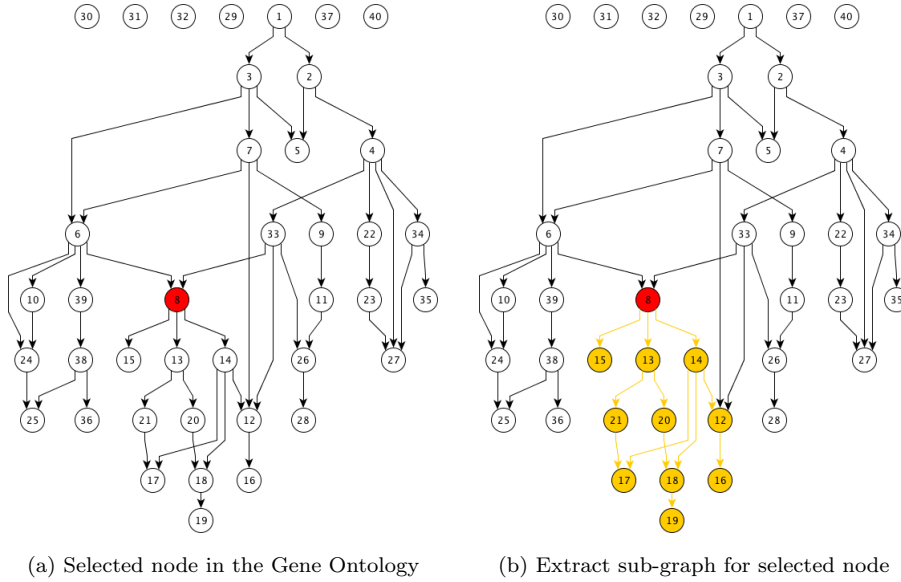 30 31 32 29 1 37 40 30 31 32 29 1 37 40
3 2 3 2
7 5 4 7 5 4
6 33 9 22 34 6 33 9 22 34
10 39 8 11 23 35 10 39 8 11 23 35
24 38 15 13 14 26 27 24 38 15 13 14 26 27
25 36 21 20 12 28 25 36 21 20 12 28
17 18 16 17 18 16
19 19
(a) Selected node in the Gene Ontology (b) Extract sub-graph for selected node